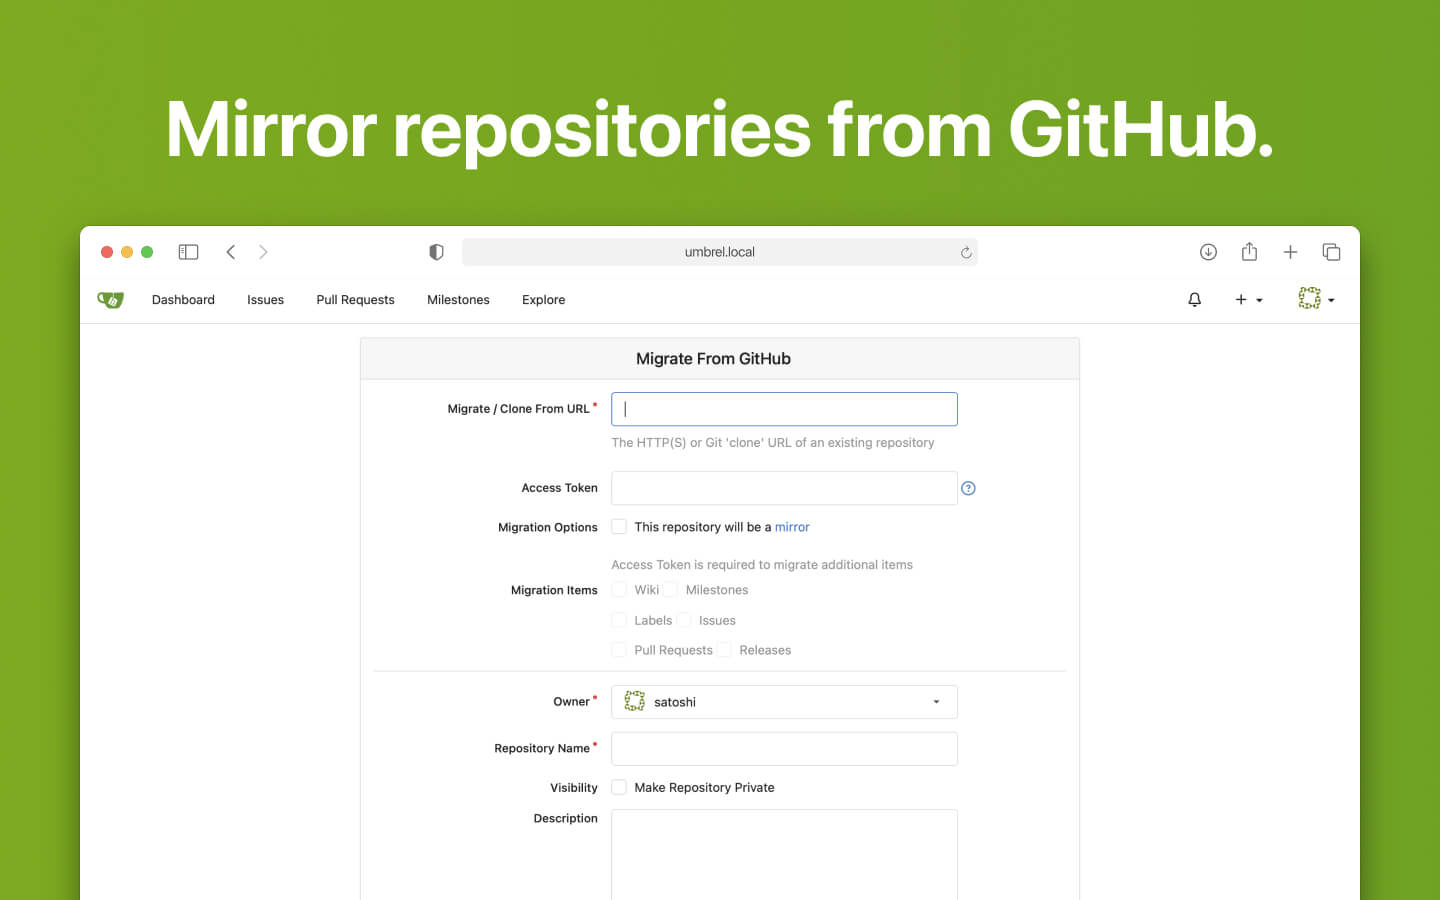 Mirror repositories from GitHub.
umbrel.local
Dashboard Issues Pull Requests Milestones Explore
Migrate From GitHub
Migrate / Clone From URL *
The HTTP(S) or Git 'clone' URL of an existing repository
Access Token
Migration Options This repository will be a mirror
Access Token is required to migrate additional items
Migration Items Wiki Milestones
Labels Issues
Pull Requests Releases
Owner * satoshi
Repository Name *
Visibility Make Repository Private
Description